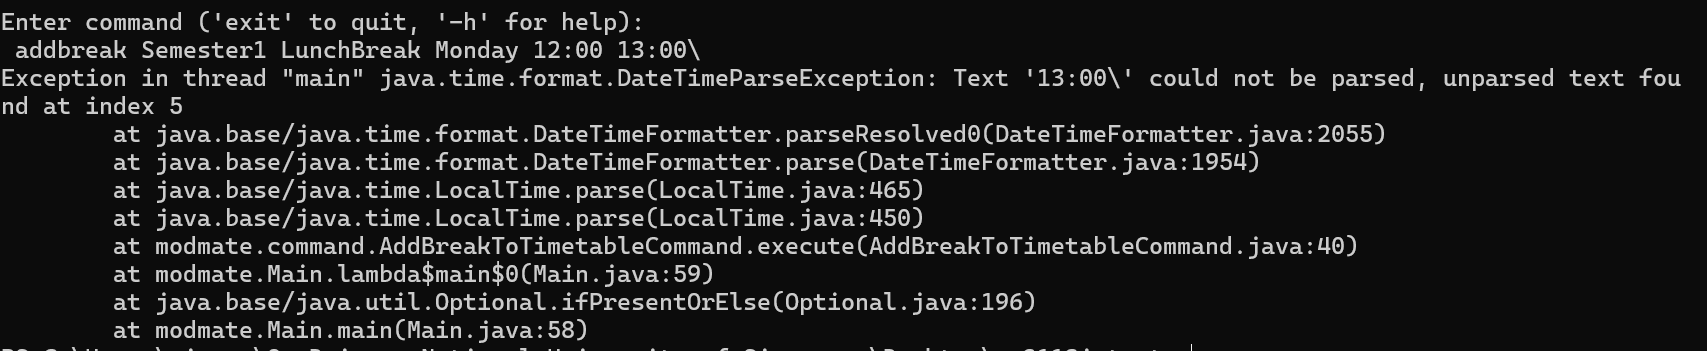 Enter command ('exit' to quit, '-h' for help):
 addbreak Semester1 LunchBreak Monday 12:00 13:00\
Exception in thread "main" java.time.format.DateTimeParseException: Text '13:00\' could not be parsed, unparsed text fou
nd at index 5
        at java.base/java.time.format.DateTimeFormatter.parseResolved0(DateTimeFormatter.java:2055)
        at java.base/java.time.format.DateTimeFormatter.parse(DateTimeFormatter.java:1954)
        at java.base/java.time.LocalTime.parse(LocalTime.java:465)
        at java.base/java.time.LocalTime.parse(LocalTime.java:450)
        at modmate.command.AddBreakToTimetableCommand.execute(AddBreakToTimetableCommand.java:40)
        at modmate.Main.lambda$main$0(Main.java:59)
        at java.base/java.util.Optional.ifPresentOrElse(Optional.java:196)
        at modmate.Main.main(Main.java:58)